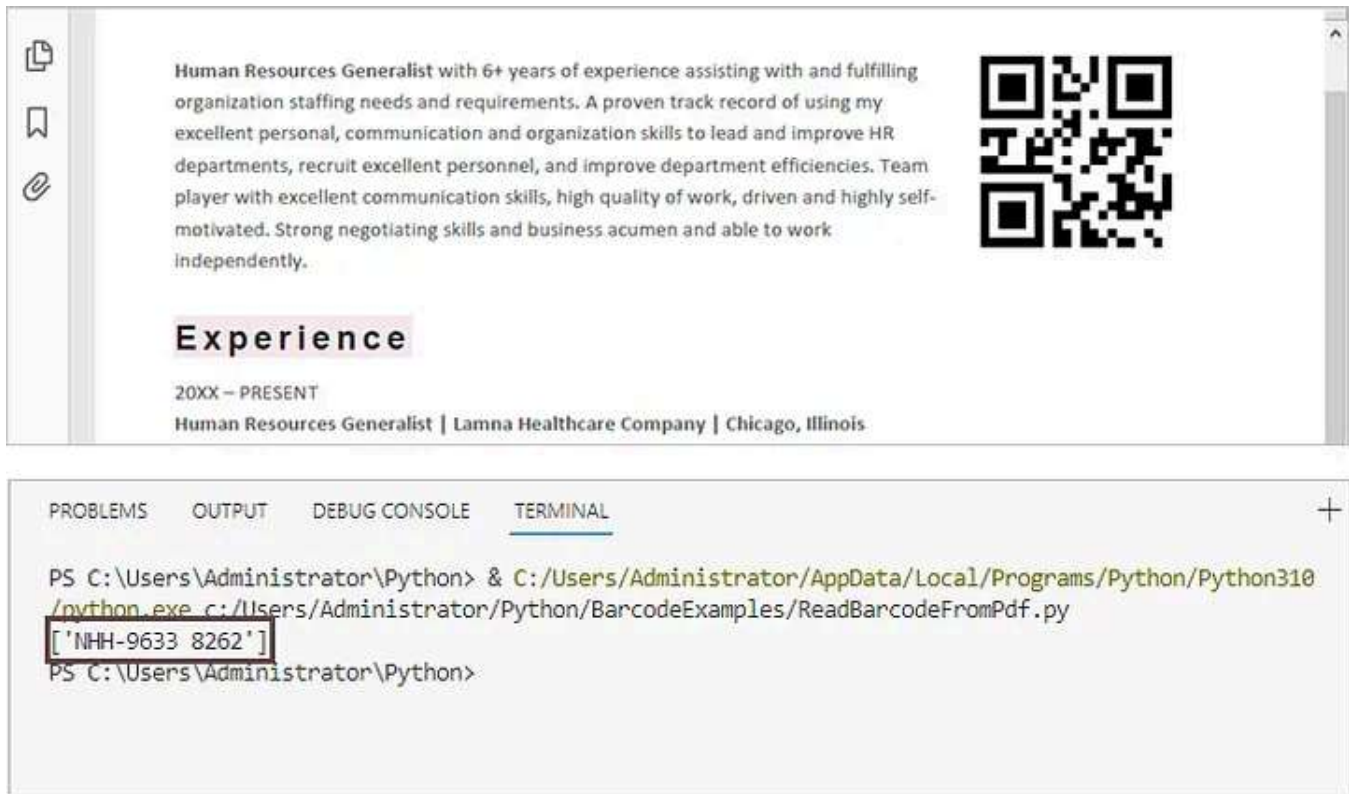 Human Resources Generalist with 6+ years of experience assisting with and fulfilling
organization staffing needs and requirements. A proven track record of using my
excellent personal, communication and organization skills to lead and improve HR
departments, recruit excellent personnel, and improve department efficiencies. Team
player with excellent communication skills, high quality of work, driven and highly self-
motivated. Strong negotiating skills and business acumen and able to work
independently.
Experience
20XX – PRESENT
Human Resources Generalist | Lamna Healthcare Company | Chicago, Illinois
PROBLEMS OUTPUT DEBUG CONSOLE TERMINAL
PS C:\Users\Administrator\Python> & C:/Users/Administrator/AppData/Local/Programs/Python/Python310
/python.exe c:/Users/Administrator/Python/BarcodeExamples/ReadBarcodeFromPdf.py
['NHH-9633 8262']
PS C:\Users\Administrator\Python>